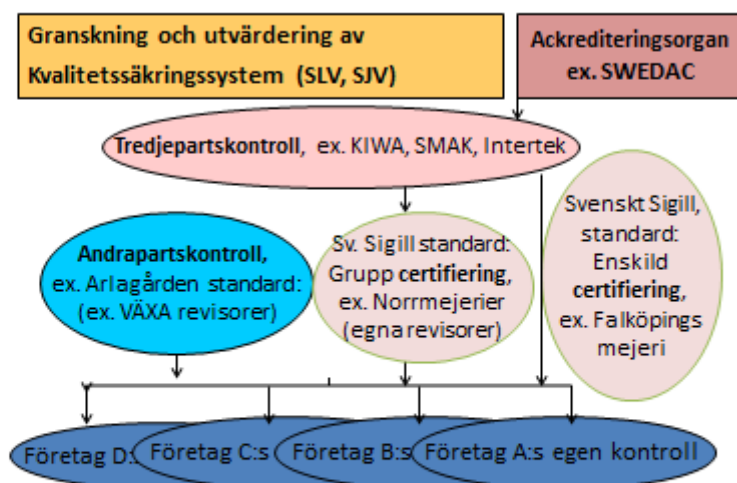 Granskning och utvärdering av
Kvalitetssäkringssystem (SLV, SJV)
Ackrediteringsorgan
ex. SWEDAC
Tredjepartskontroll, ex. KIWA, SMAK, Intertek
Andrapartskontroll,
ex. Arlagården standard:
(ex. VÄXA revisorer)
Sv. Sigill standard:
Grupp certifiering,
ex. Norrmejerier
(egna revisorer)
Svenskt Sigill,
standard:
Enskild
certifiering,
ex. Falköpings
mejeri
Företag D:
Företag C:s
Företag B:s
Företag A:s egen kontroll